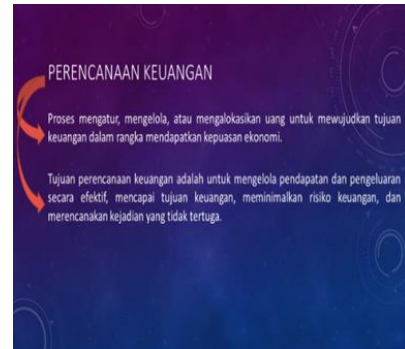 PERENCANAAN KEUANGAN
Proses mengatur, mengelola, atau mengalokasikan uang untuk mewujudkan tujuan
keuangan dalam rangka mendapatkan kepuasan ekonomi.
Tujuan perencanaan keuangan adalah untuk mengelola pendapatan dan pengeluaran
secara efektif, mencapai tujuan keuangan, meminimalkan risiko keuangan, dan
merencanakan kejadian yang tidak tertuga.